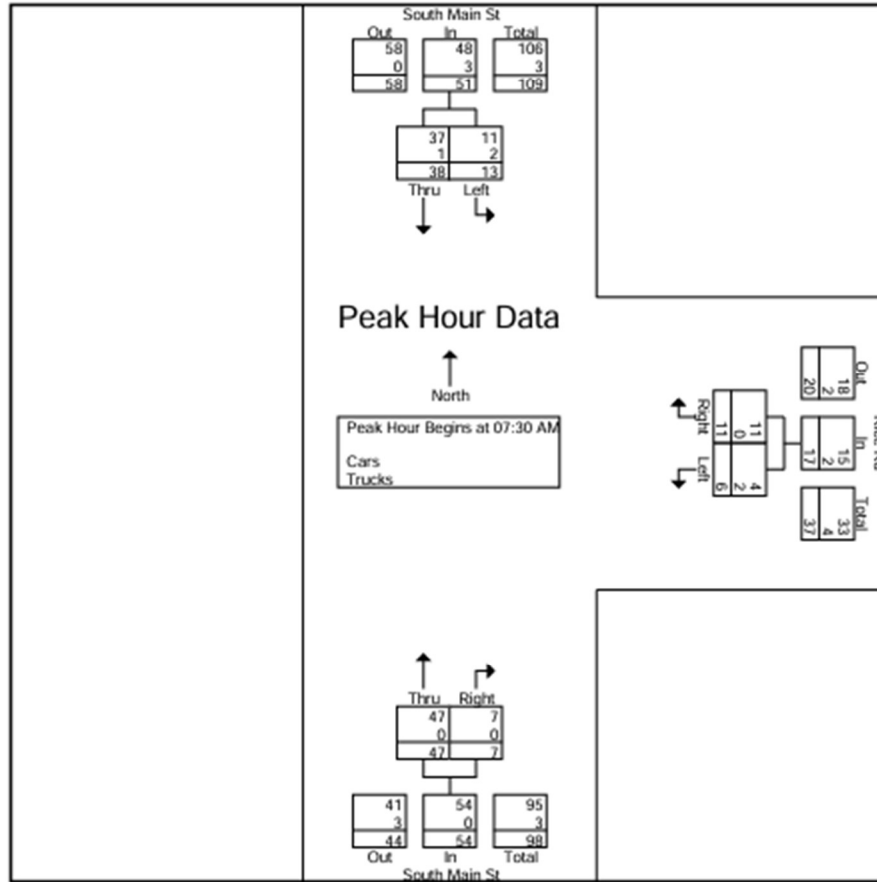 South Main St
Out In Total
58 48 106
0 3 3
58 51 109
37 11
1 2
38 13
Thru Left
Peak Hour Data
North
Peak Hour Begins at 07:30 AM
Cars
Trucks
Out
18
2
20
In
15
2
17
Total
33
4
37
Right
11
0
11
Left
4
2
6
Thru Right
47 7
0 0
47 7
41 54 95
3 0 3
44 54 98
Out In Total
South Main St